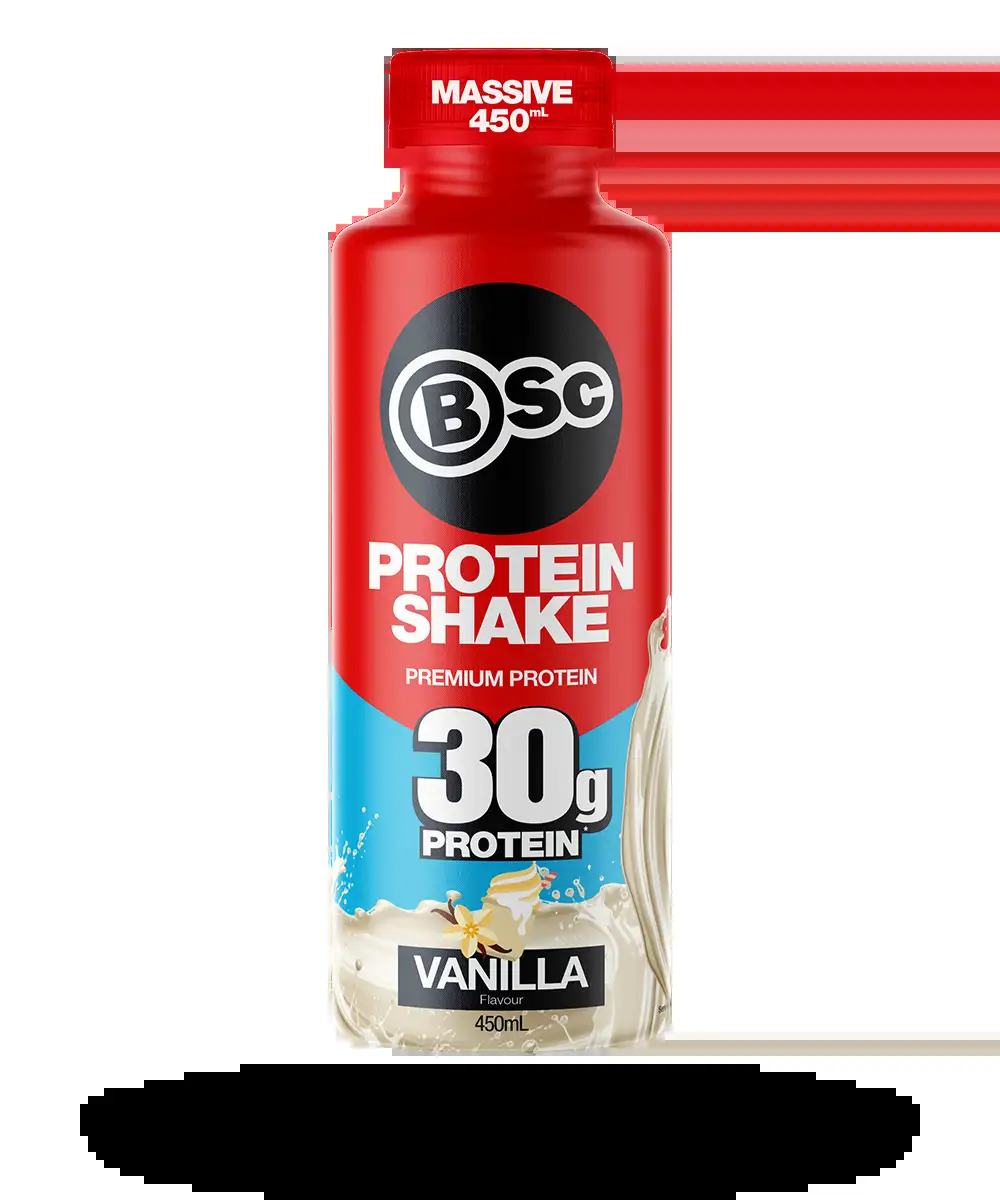 MASSIVE
450mL
BSC
PROTEIN
SHAKE
PREMIUM PROTEIN
30g
PROTEIN*
VANILLA
Flavour
450mL